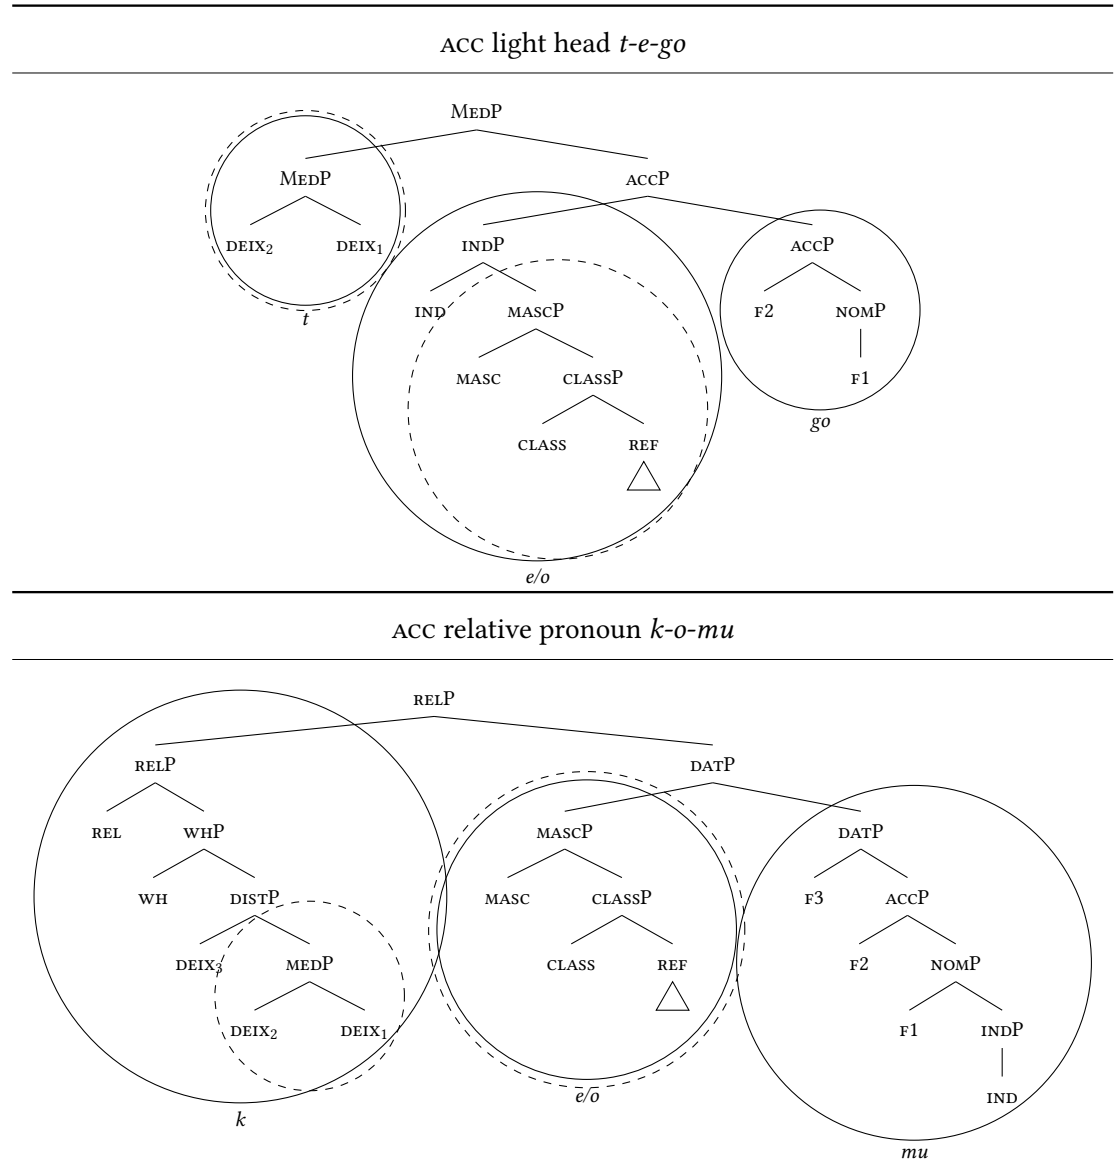 ACC light head t-e-go
MEDP
MEDP ACCP
DEIX2 DEIX1 INDP ACCP
t IND MASCP F2 NOMP
MASC CLASSP F1
go
CLASS REF
e/o
ACC relative pronoun k-o-mu
RELP
RELP DATP
REL WHP MASCP DATP
WH DISTP MASC CLASSP F3 ACCP
DEIX3 MEDP CLASS REF F2 NOMP
DEIX2 DEIX1 F1 INDP
e/o IND
k
mu